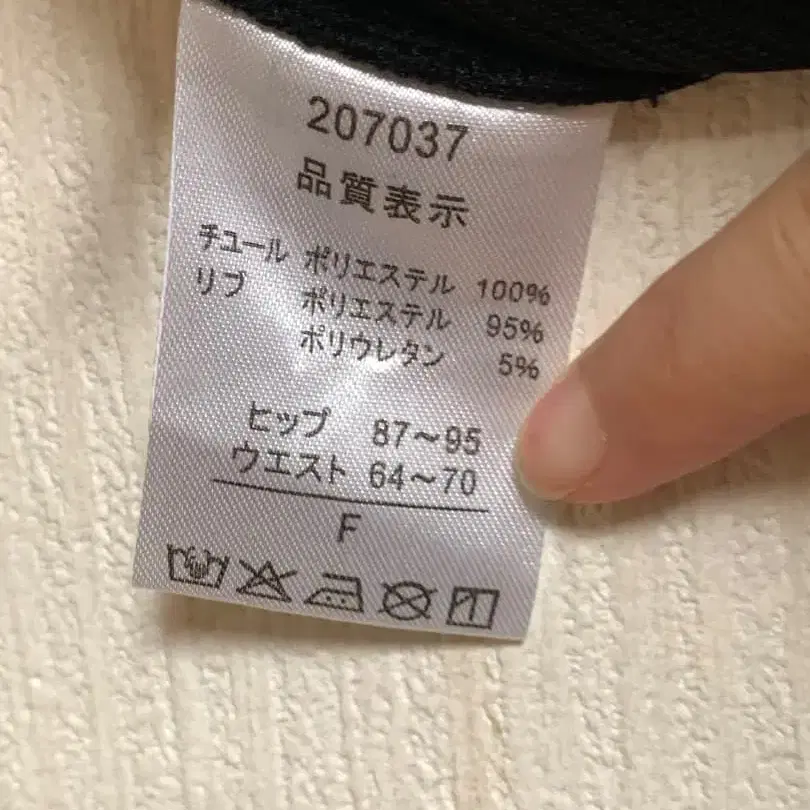 207037
品質表示
チュール ポリエステル 100%
リブ ポリエステル 95%
ポリウレタン 5%
ヒップ 87～95
ウエスト 64～70
F